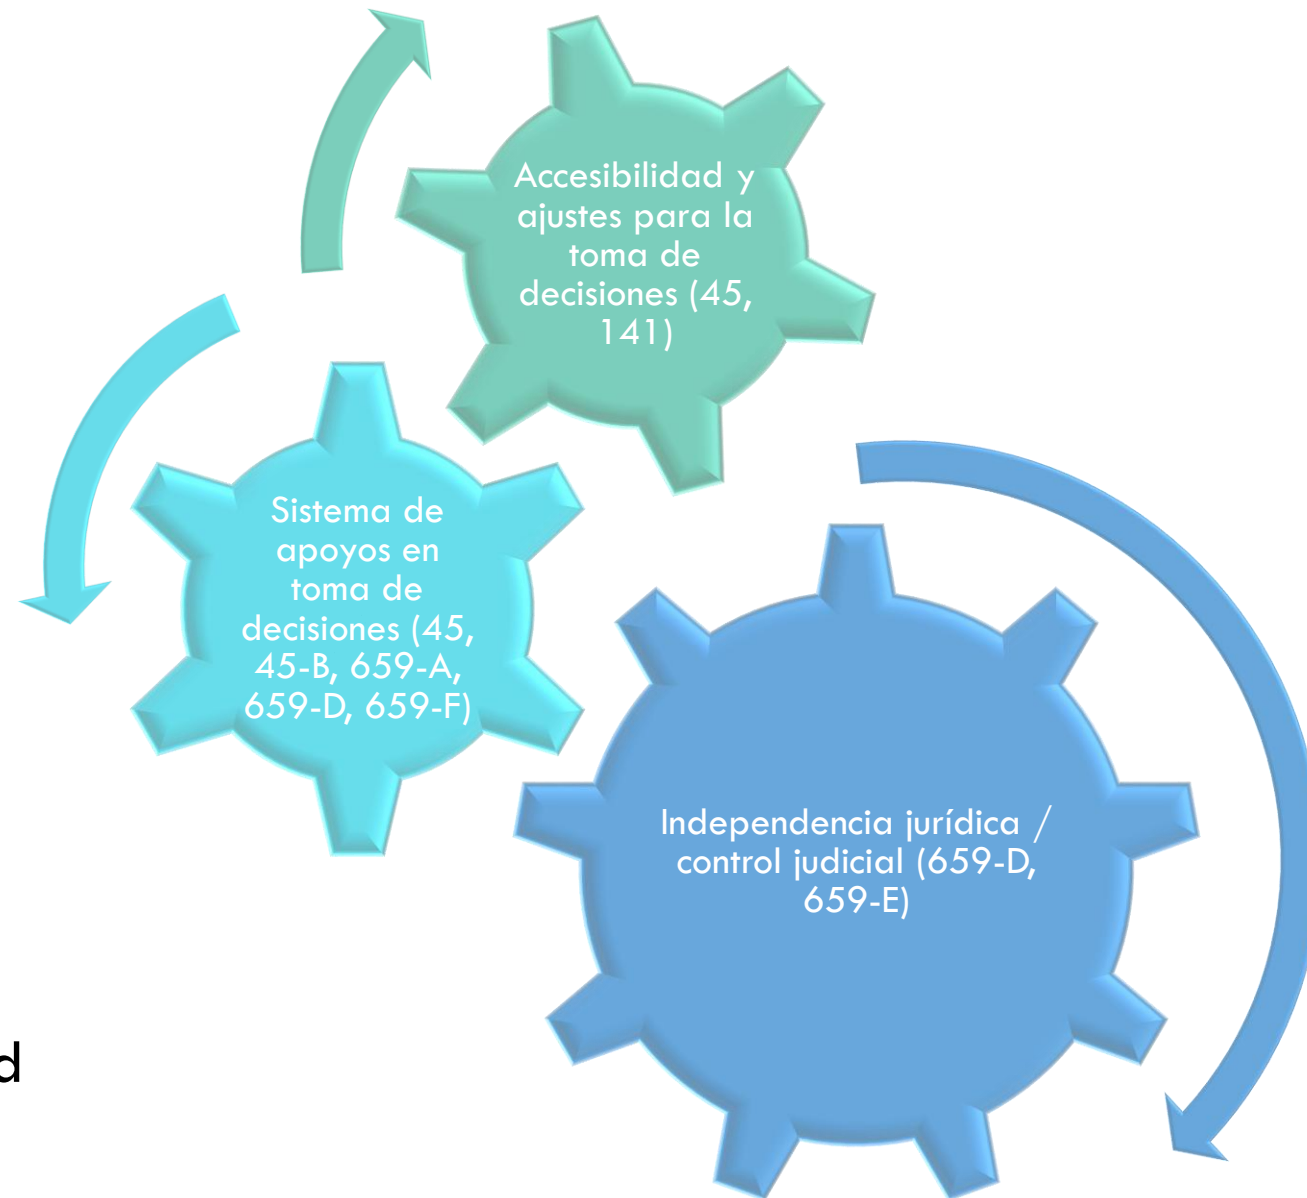 Accesibilidad y
ajustes para la
toma de
decisiones (45,
141)
Sistema de
apoyos en
toma de
decisiones (45,
45-B, 659-A,
659-D, 659-F)
Independencia jurídica /
control judicial (659-D,
659-E)
d